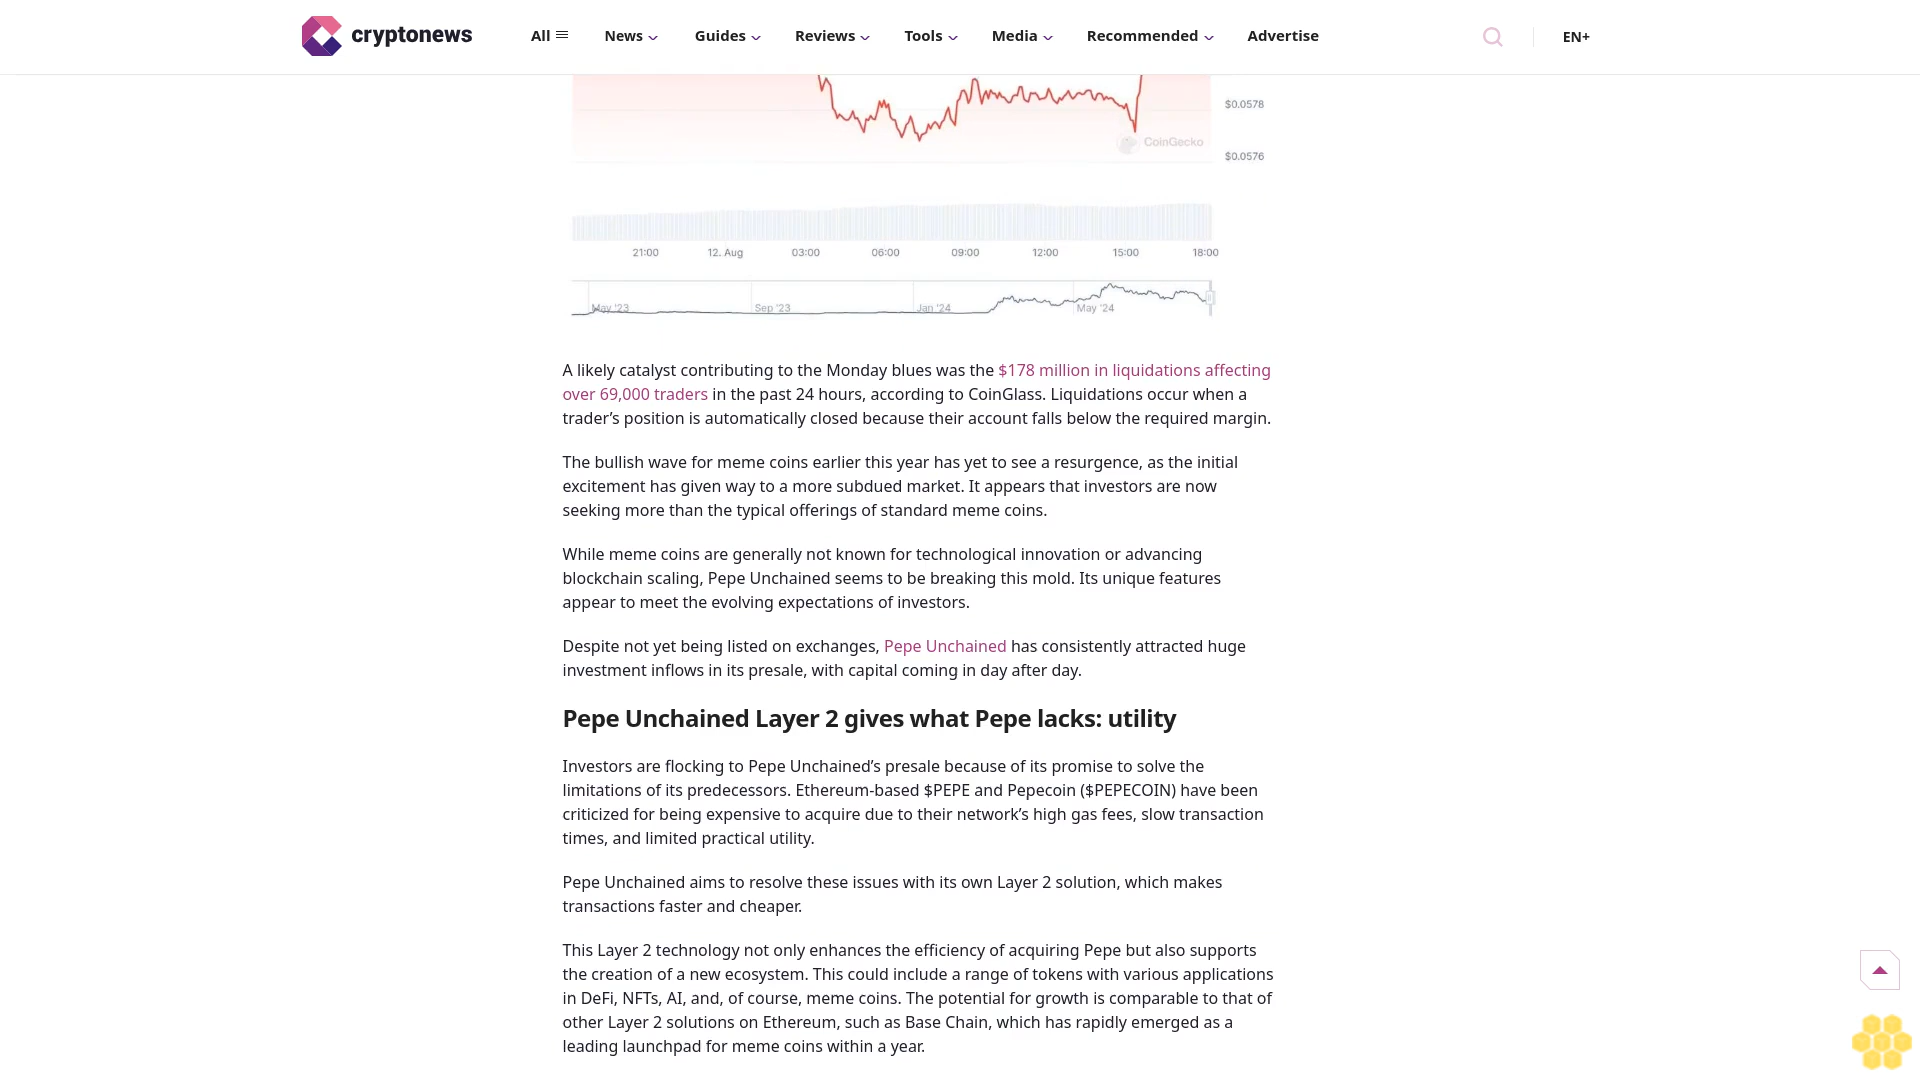 cryptonews
All
News
Guides
Reviews
Tools
Media
Recommended
Advertise
EN+
$0.0578
CoinGecko
$0.0576
21:00 12. Aug 03:00 06:00 09:00 12:00 15:00 18:00
May '23 Sep '23 Jan '24 May '24
A likely catalyst contributing to the Monday blues was the $178 million in liquidations affecting
over 69,000 traders in the past 24 hours, according to CoinGlass. Liquidations occur when a
trader’s position is automatically closed because their account falls below the required margin.
The bullish wave for meme coins earlier this year has yet to see a resurgence, as the initial
excitement has given way to a more subdued market. It appears that investors are now
seeking more than the typical offerings of standard meme coins.
While meme coins are generally not known for technological innovation or advancing
blockchain scaling, Pepe Unchained seems to be breaking this mold. Its unique features
appear to meet the evolving expectations of investors.
Despite not yet being listed on exchanges, Pepe Unchained has consistently attracted huge
investment inflows in its presale, with capital coming in day after day.
Pepe Unchained Layer 2 gives what Pepe lacks: utility
Investors are flocking to Pepe Unchained’s presale because of its promise to solve the
limitations of its predecessors. Ethereum-based $PEPE and Pepecoin ($PEPECOIN) have been
criticized for being expensive to acquire due to their network’s high gas fees, slow transaction
times, and limited practical utility.
Pepe Unchained aims to resolve these issues with its own Layer 2 solution, which makes
transactions faster and cheaper.
This Layer 2 technology not only enhances the efficiency of acquiring Pepe but also supports
the creation of a new ecosystem. This could include a range of tokens with various applications
in DeFi, NFTs, AI, and, of course, meme coins. The potential for growth is comparable to that of
other Layer 2 solutions on Ethereum, such as Base Chain, which has rapidly emerged as a
leading launchpad for meme coins within a year.